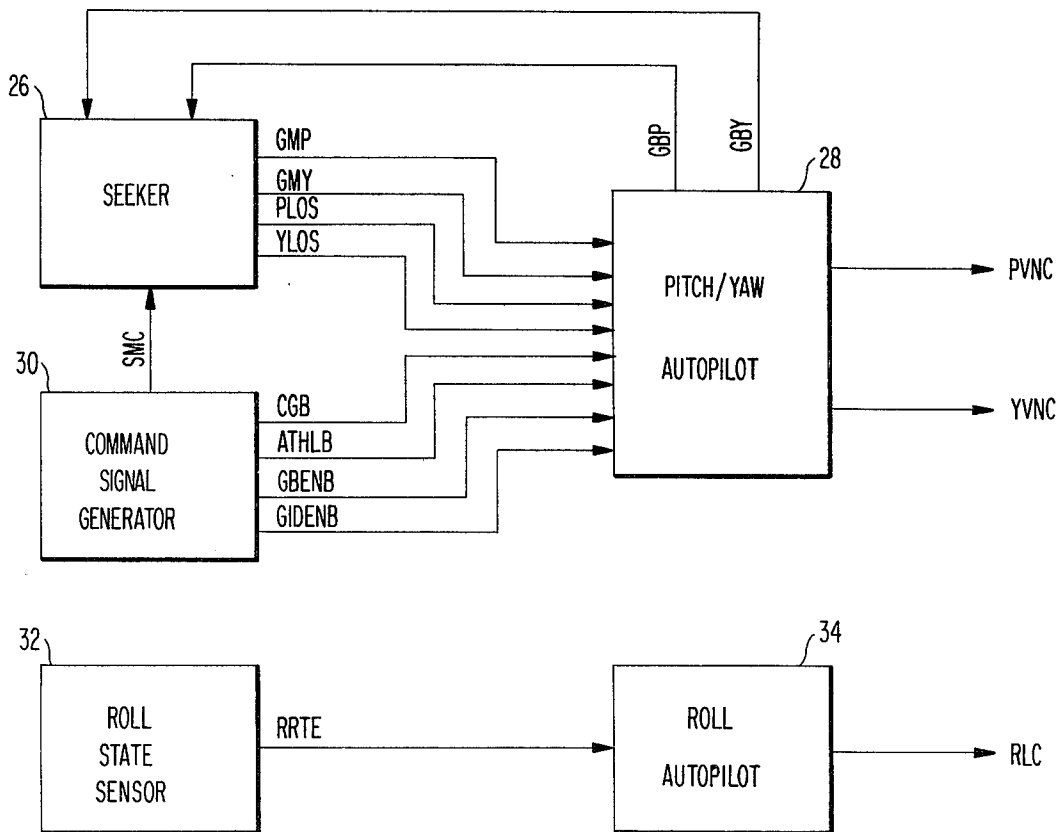 26
SEEKER
GMP
GMY
PLOS
YLOS
GBP
GBY
28
PITCH/YAW
AUTOPILOT
PVNC
YVNC
SMC
30
COMMAND
SIGNAL
GENERATOR
CGB
ATHLB
GBENB
GIDENB
32
ROLL
STATE
SENSOR
RRTE
34
ROLL
AUTOPILOT
RLC